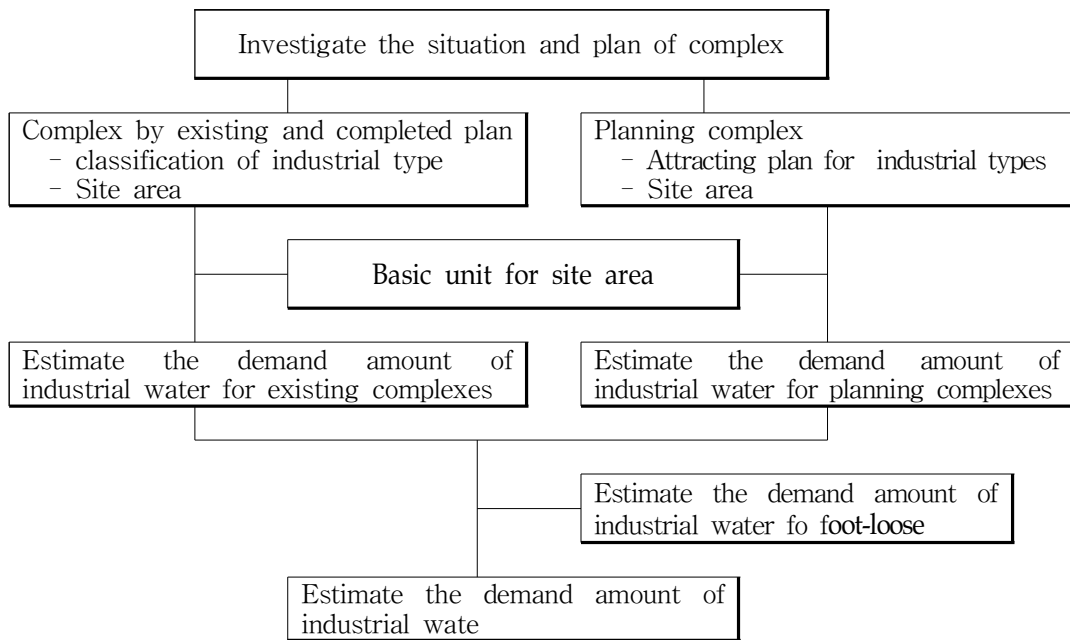 Investigate the situation and plan of complex
Complex by existing and completed plan
- classification of industrial type
- Site area
Planning complex
- Attracting plan for industrial types
- Site area
Basic unit for site area
Estimate the demand amount of
industrial water for existing complexes
Estimate the demand amount of
industrial water for planning complexes
Estimate the demand amount of
industrial water fo foot-loose
Estimate the demand amount of
industrial wate